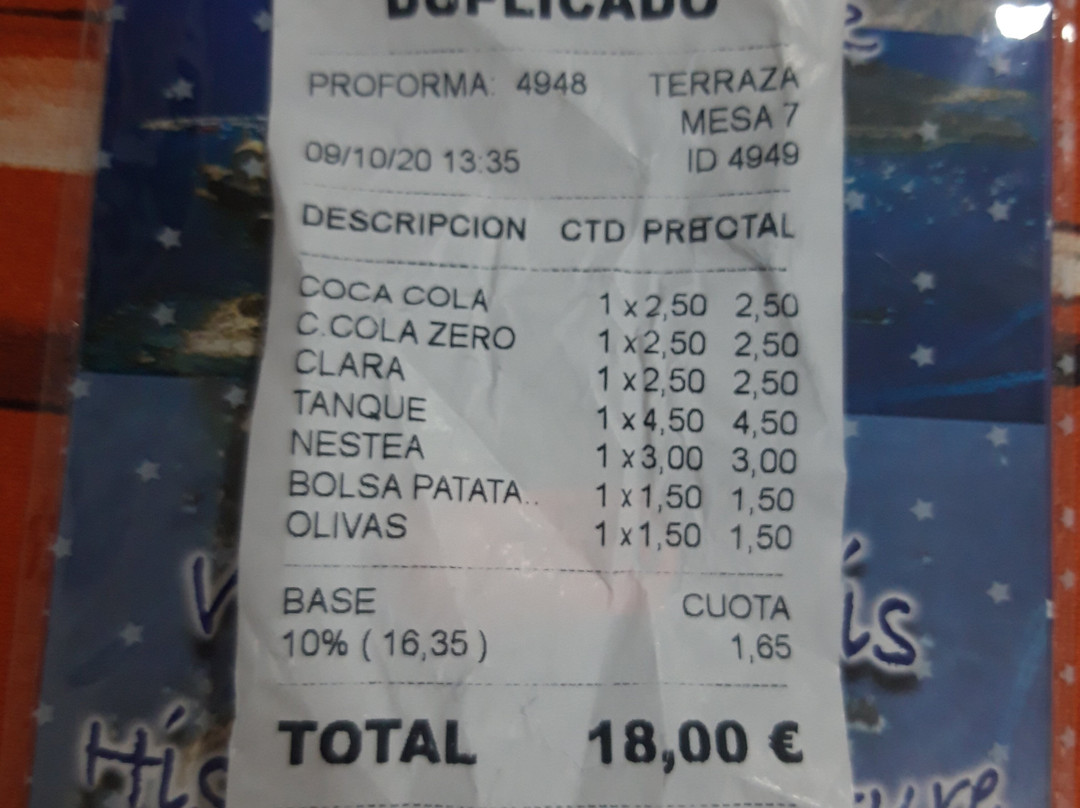 DUPLICADO
PROFORMA: 4948 TERRAZA
MESA 7
09/10/20 13:35 ID 4949
DESCRIPCION CTD PRETOTAL
COCA COLA 1 x 2,50 2,50
C.COLA ZERO 1 x 2,50 2,50
CLARA 1 x 2,50 2,50
TANQUE 1 x 4,50 4,50
NESTEA 1 x 3,00 3,00
BOLSA PATATA.. 1 x 1,50 1,50
OLIVAS 1 x 1,50 1,50
BASE CUOTA
10% ( 16,35 ) 1,65
TOTAL 18,00 €